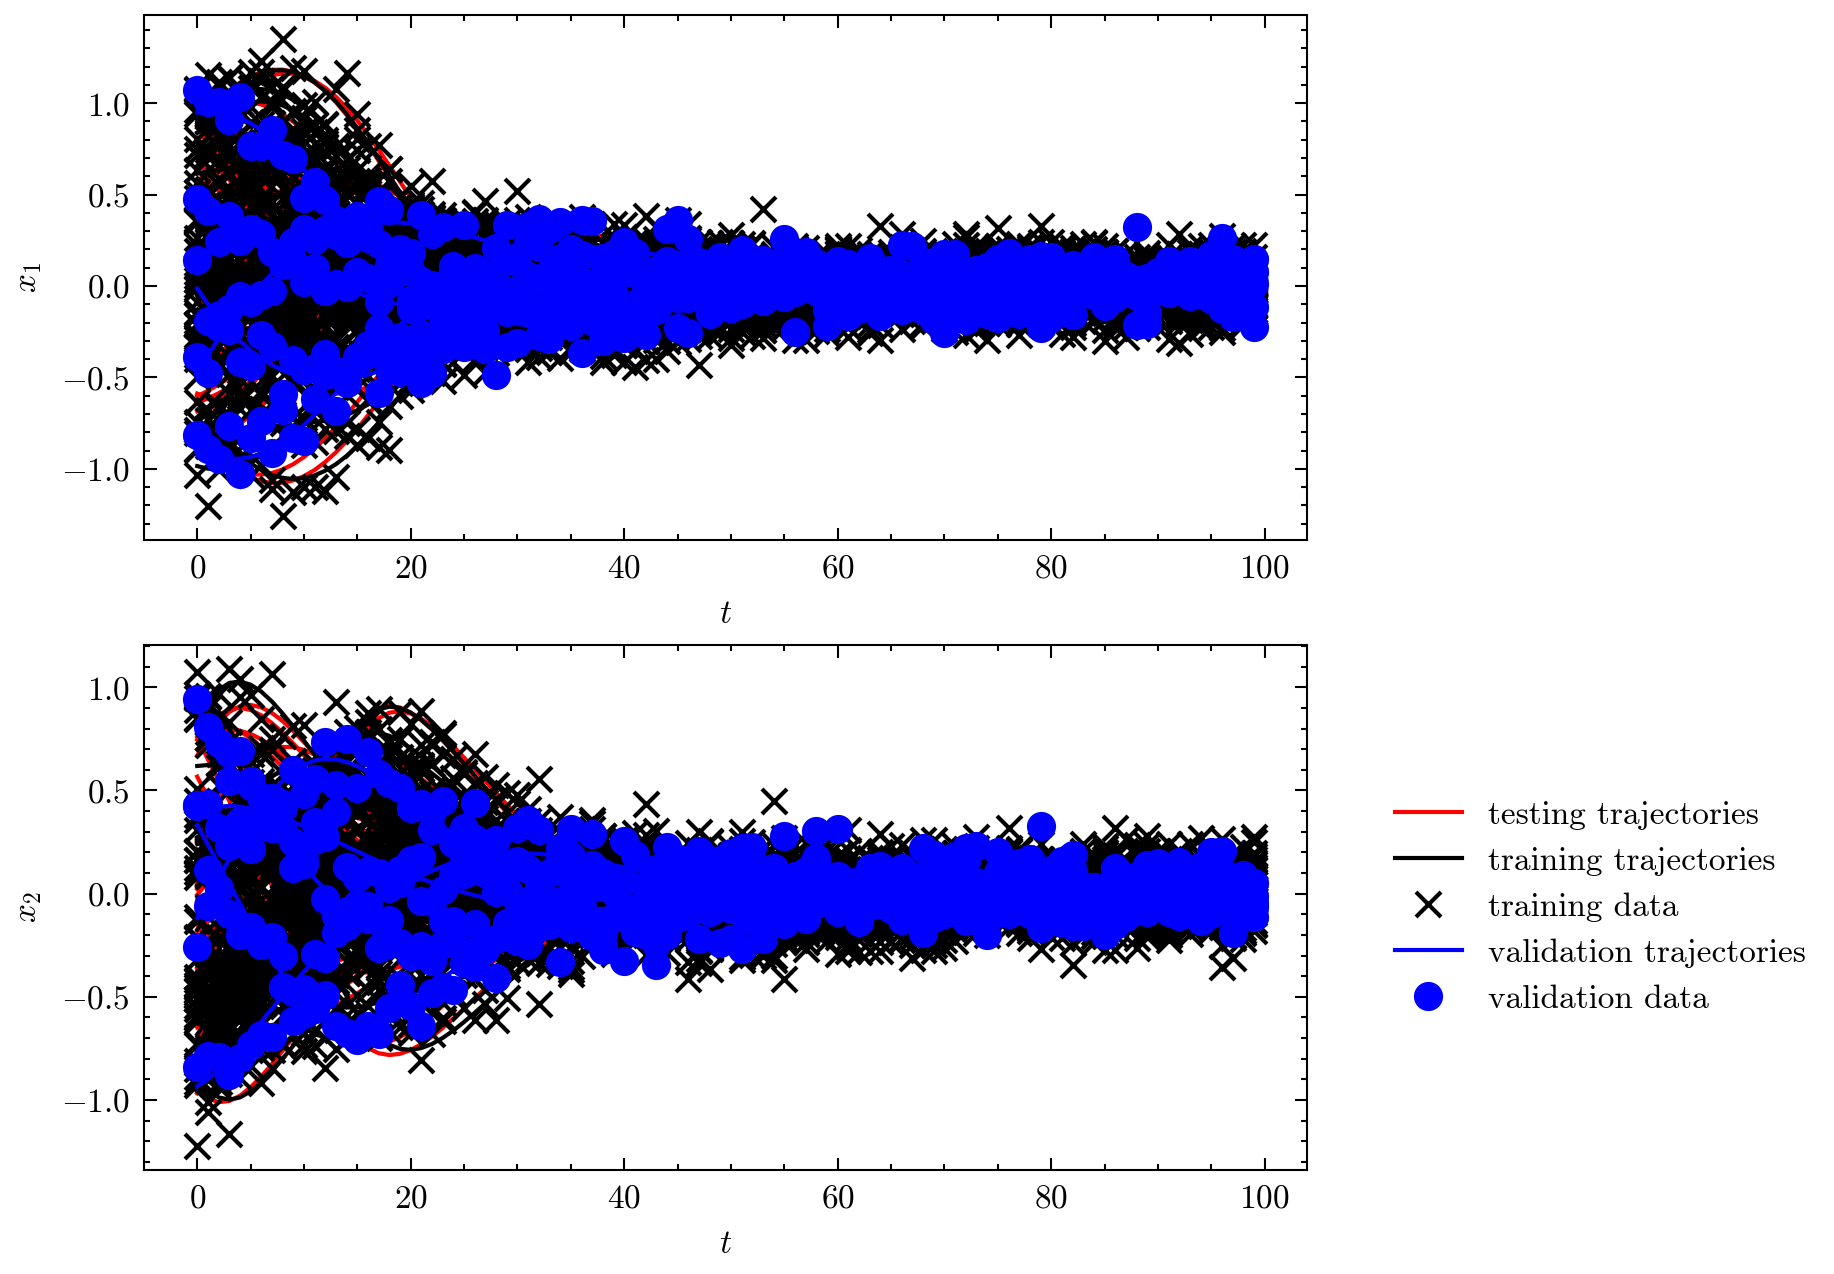 1.0
0.5
0.0
−0.5
−1.0
x₁
0 20 40 60 80 100
t
1.0
0.5
0.0
−0.5
−1.0
x₂
0 20 40 60 80 100
t
testing trajectories
training trajectories
training data
validation trajectories
validation data